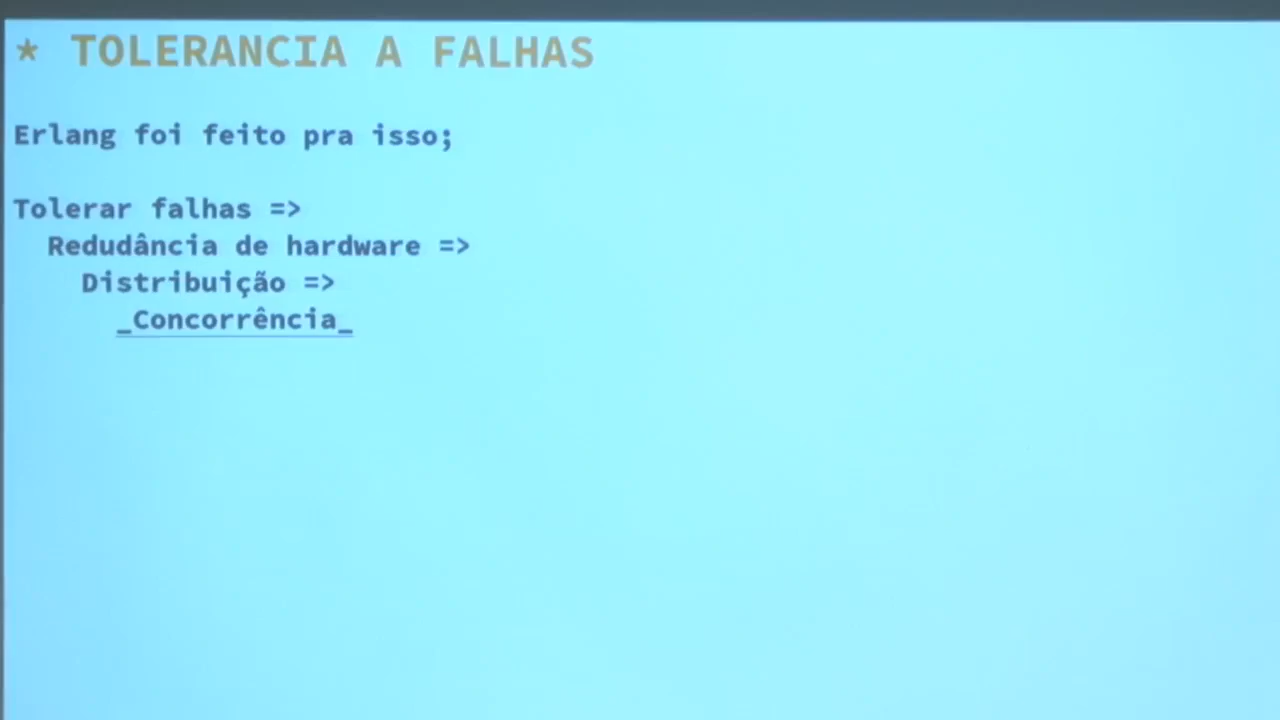 * TOLERANCIA A FALHAS
Erlang foi feito pra isso;
Tolerar falhas =>
Redudância de hardware =>
Distribuição =>
_Concorrência_